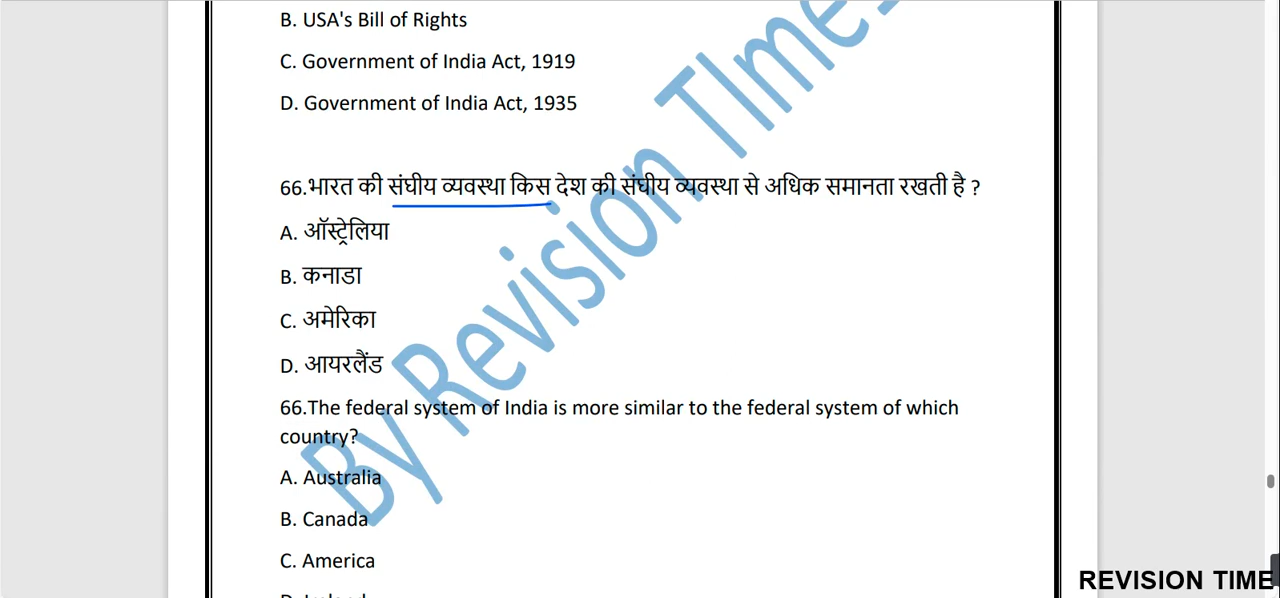 B. USA's Bill of Rights
C. Government of India Act, 1919
D. Government of India Act, 1935
66.भारत की संघीय व्यवस्था किस देश की संघीय व्यवस्था से अधिक समानता रखती है ?
A. ऑस्ट्रेलिया
B. कनाडा
C. अमेरिका
D. आयरलैंड
66.The federal system of India is more similar to the federal system of which
country?
A. Australia
B. Canada
C. America
D. Ireland
By Revision TIme
REVISION TIME